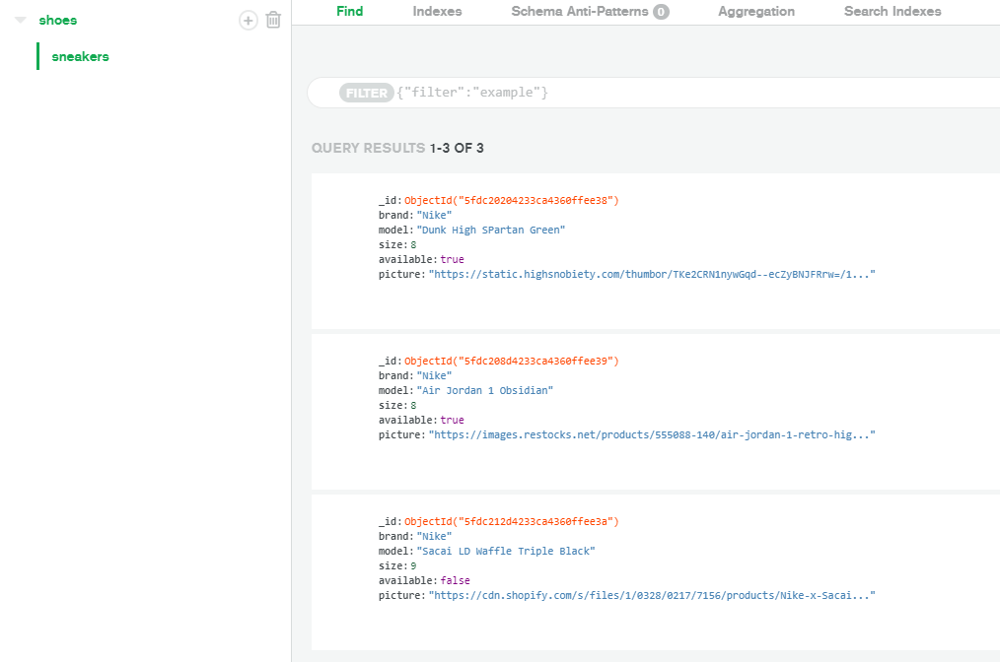 shoes
sneakers
Find Indexes Schema Anti-Patterns 0 Aggregation Search Indexes
FILTER {"filter":"example"}
QUERY RESULTS 1-3 OF 3
_id: ObjectId("5fdc20204233ca4360ffee38")
brand: "Nike"
model: "Dunk High SPartan Green"
size: 8
available: true
picture: "https://static.highsnobiety.com/thumbor/TKe2CRN1nywGqd--ecZyBNJFRrw=/1..."
_id: ObjectId("5fdc208d4233ca4360ffee39")
brand: "Nike"
model: "Air Jordan 1 Obsidian"
size: 8
available: true
picture: "https://images.restocks.net/products/555088-140/air-jordan-1-retro-hig..."
_id: ObjectId("5fdc212d4233ca4360ffee3a")
brand: "Nike"
model: "Sacai LD Waffle Triple Black"
size: 9
available: false
picture: "https://cdn.shopify.com/s/files/1/0328/0217/7156/products/Nike-x-Sacai..."